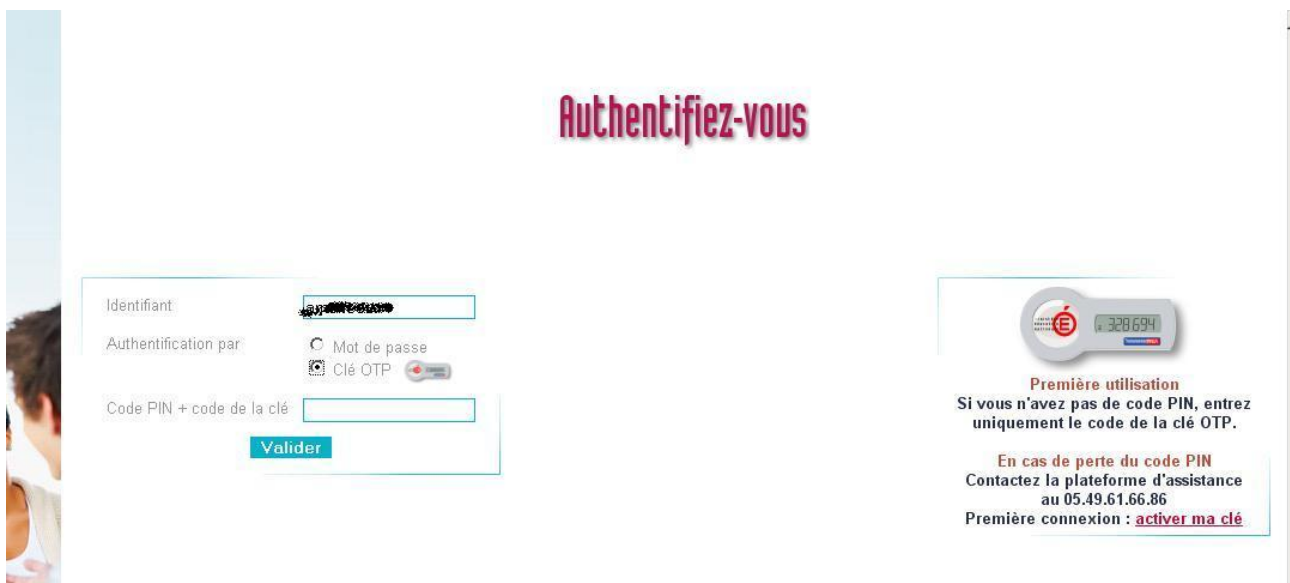 Authentifiez-vous
Identifiant
Authentification par
Mot de passe
Clé OTP
Code PIN + code de la clé
Valider
É
328694
Première utilisation
Si vous n'avez pas de code PIN, entrez
uniquement le code de la clé OTP.
En cas de perte du code PIN
Contactez la plateforme d'assistance
au 05.49.61.66.86
Première connexion : activer ma clé